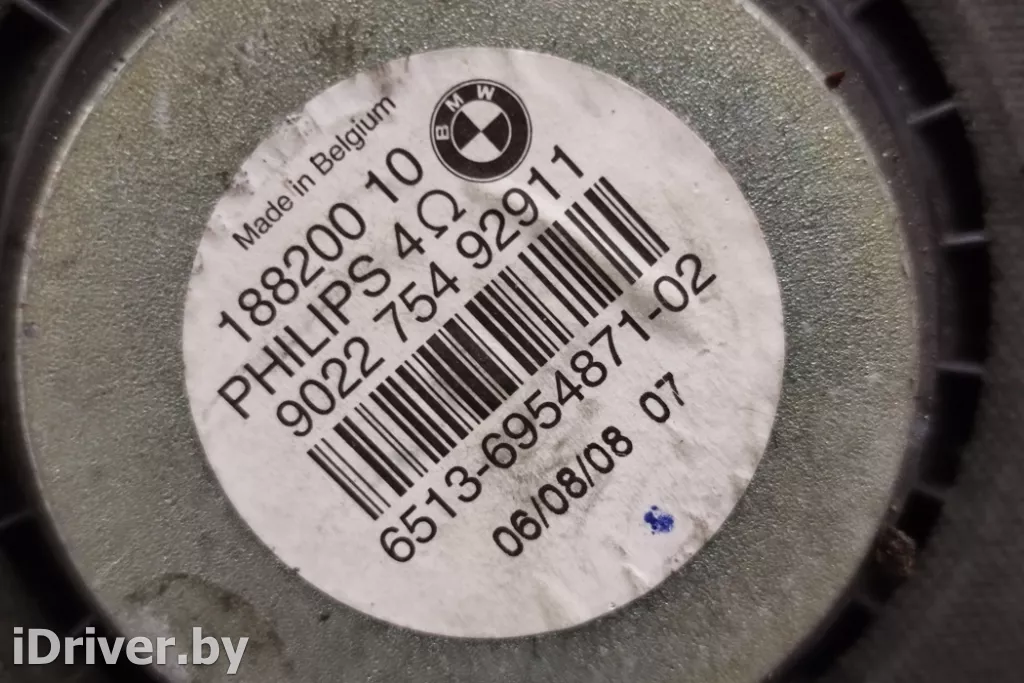 Made in Belgium
BMW
188200 10
PHILIPS 4Ω
9022 754 92911
6513-6954871-02
06/08/08 07
iDriver.by